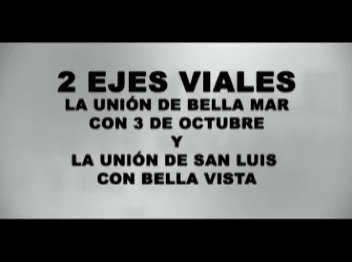 2 EJES VIALES
LA UNIÓN DE BELLA MAR
CON 3 DE OCTUBRE
Y
LA UNIÓN DE SAN LUIS
CON BELLA VISTA